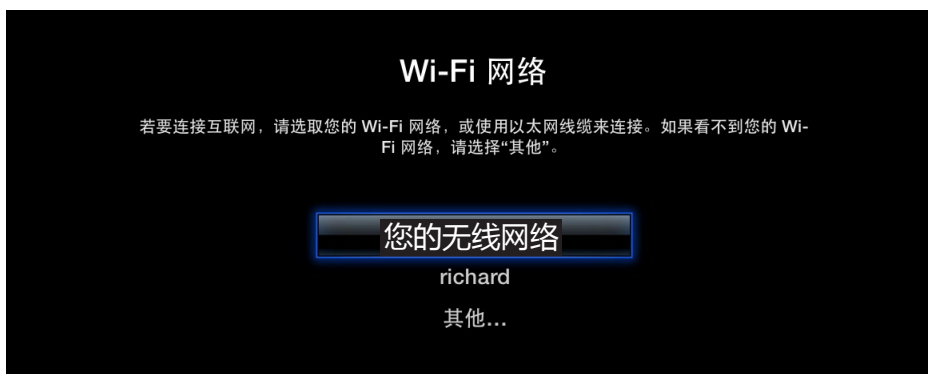 Wi-Fi 网络
若要连接互联网，请选取您的 Wi-Fi 网络，或使用以太网线缆来连接。如果看不到您的 Wi-
Fi 网络，请选择“其他”。
您的无线网络
richard
其他...